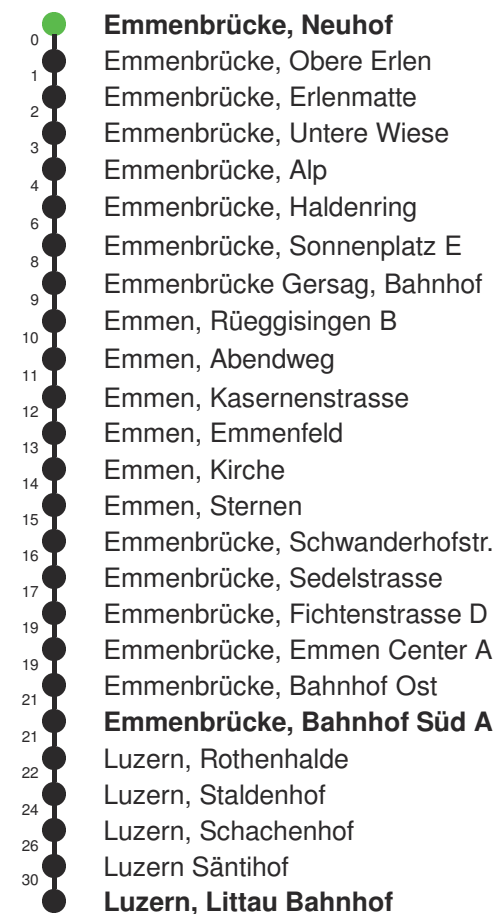 Emmenbrücke, Neuhof
0
Emmenbrücke, Obere Erlen
1
Emmenbrücke, Erlenmatte
2
Emmenbrücke, Untere Wiese
3
Emmenbrücke, Alp
4
Emmenbrücke, Haldenring
6
Emmenbrücke, Sonnenplatz E
8
Emmenbrücke Gersag, Bahnhof
9
Emmen, Rüeggisingen B
10
Emmen, Abendweg
11
Emmen, Kasernenstrasse
12
Emmen, Emmenfeld
13
Emmen, Kirche
14
Emmen, Sternen
15
Emmenbrücke, Schwanderhofstr.
16
Emmenbrücke, Sedelstrasse
17
Emmenbrücke, Fichtenstrasse D
19
Emmenbrücke, Emmen Center A
19
Emmenbrücke, Bahnhof Ost
21
Emmenbrücke, Bahnhof Süd A
21
Luzern, Rothenhalde
22
Luzern, Staldenhof
24
Luzern, Schachenhof
26
Luzern Säntihof
30
Luzern, Littau Bahnhof